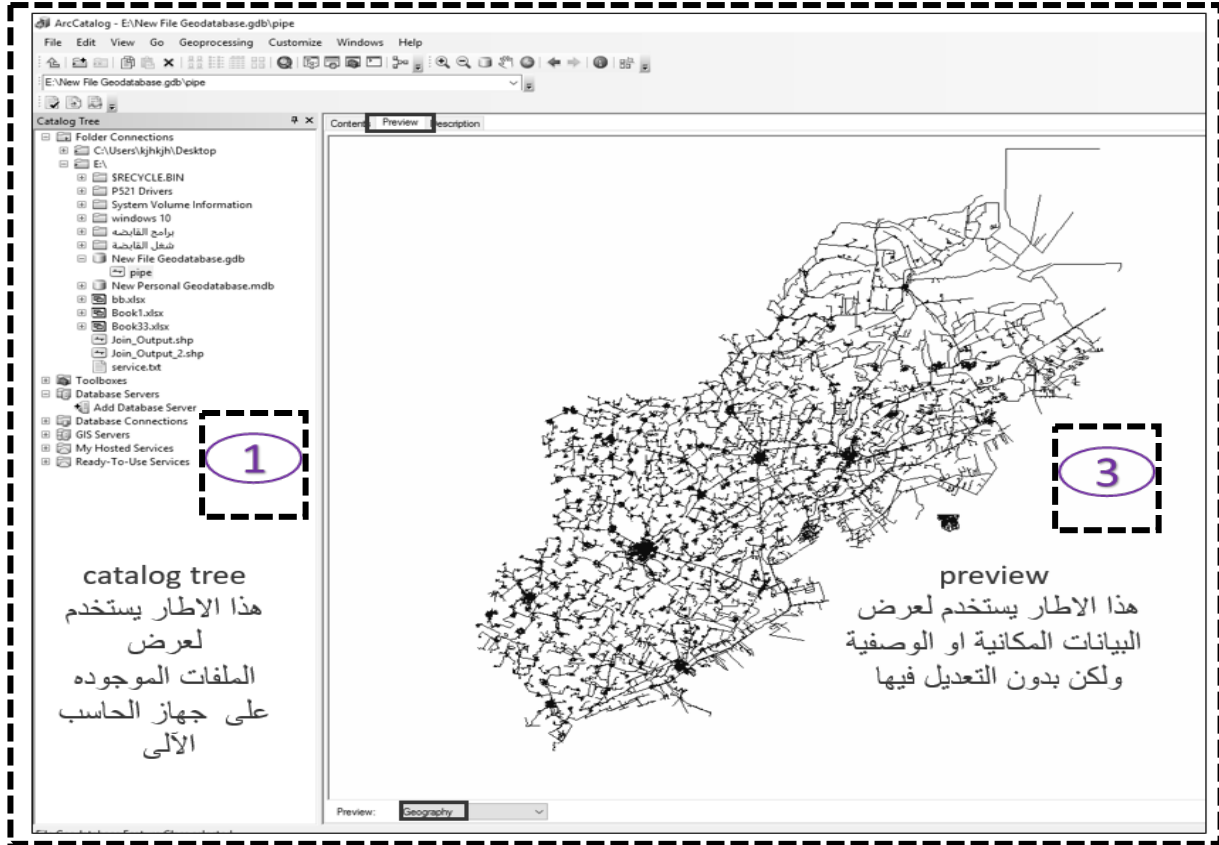 ArcCatalog - E:\New File Geodatabase.gdb\pipe
File Edit View Go Geoprocessing Customize Windows Help
E:\New File Geodatabase.gdb\pipe
Catalog Tree
Folder Connections
C:\Users\kjhkjh\Desktop
E:\
$RECYCLE.BIN
P521 Drivers
System Volume Information
windows 10
برامج القابضه
شغل القابضة
New File Geodatabase.gdb
pipe
New Personal Geodatabase.mdb
bb.xlsx
Book1.xlsx
Book33.xlsx
Join_Output.shp
Join_Output_2.shp
service.txt
Toolboxes
Database Servers
Add Database Server
Database Connections
GIS Servers
My Hosted Services
Ready-To-Use Services
1
catalog tree
هذا الاطار يستخدم
لعرض
الملفات الموجوده
على جهاز الحاسب
الآلى
Contents Preview Description
3
preview
هذا الاطار يستخدم لعرض
البيانات المكانية او الوصفية
ولكن بدون التعديل فيها
Preview: Geography